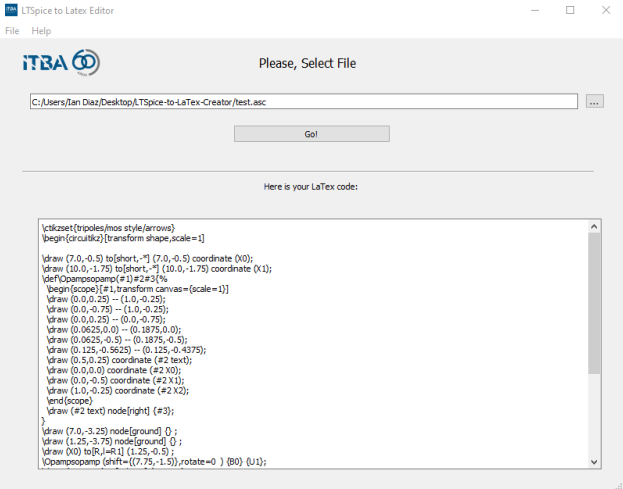 LTSpice to Latex Editor
File Help
ITBA 60
Please, Select File
C:/Users/Ian Diaz/Desktop/LTSpice-to-LaTex-Creator/test.asc
...
Go!
Here is your LaTex code:
\ctikzset{tripoles/mos style/arrows}
\begin{circuitikz}[transform shape,scale=1]
\draw (7.0,-0.5) to[short,-*] (7.0,-0.5) coordinate (X0);
\draw (10.0,-1.75) to[short,-*] (10.0,-1.75) coordinate (X1);
\def\Opampsopamp(#1)#2#3{%
\begin{scope}[#1,transform canvas={scale=1}]
\draw (0.0,0.25) -- (1.0,-0.25);
\draw (0.0,-0.75) -- (1.0,-0.25);
\draw (0.0,0.25) -- (0.0,-0.75);
\draw (0.0625,0.0) -- (0.1875,0.0);
\draw (0.0625,-0.5) -- (0.1875,-0.5);
\draw (0.125,-0.5625) -- (0.125,-0.4375);
\draw (0.5,0.25) coordinate (#2 text);
\draw (0.0,0.0) coordinate (#2 X0);
\draw (0.0,-0.5) coordinate (#2 X1);
\draw (1.0,-0.25) coordinate (#2 X2);
\end{scope}
\draw (#2 text) node[right] {#3};
}
\draw (7.0,-3.25) node[ground] {} ;
\draw (1.25,-3.75) node[ground] {} ;
\draw (X0) to[R,l=R1] (1.25,-0.5) ;
\Opampsopamp (shift={(7.75,-1.5)},rotate=0 ) {B0} {U1};